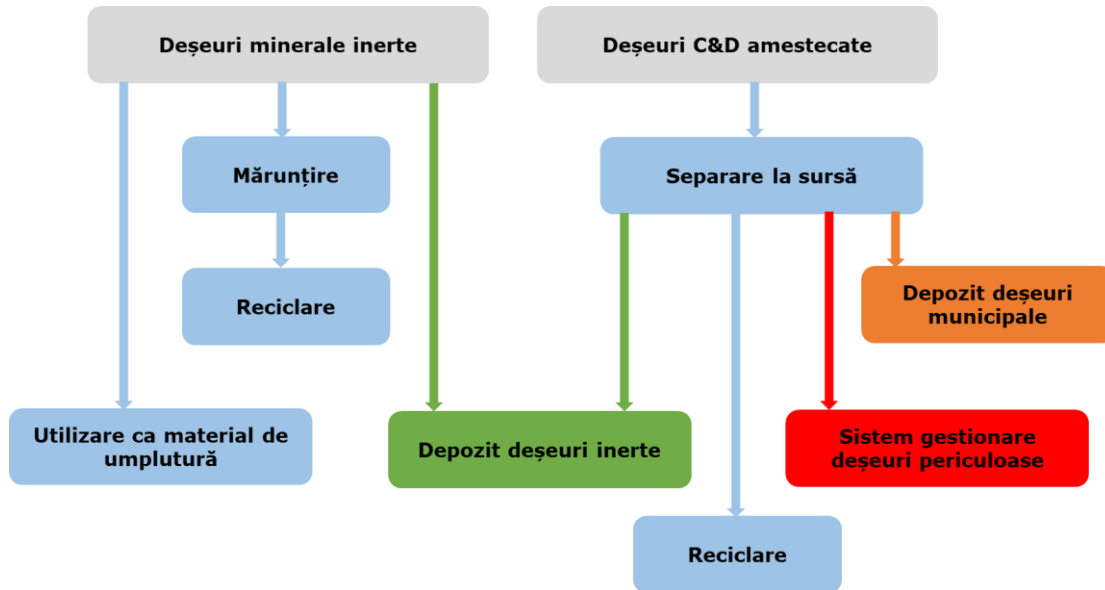 Deșeuri minerale inerte
Deșeuri C&D amestecate
Mărunțire
Separare la sursă
Reciclare
Depozit deșeuri
municipale
Utilizare ca material de
umplutură
Depozit deșeuri inerte
Sistem gestionare
deșeuri periculoase
Reciclare